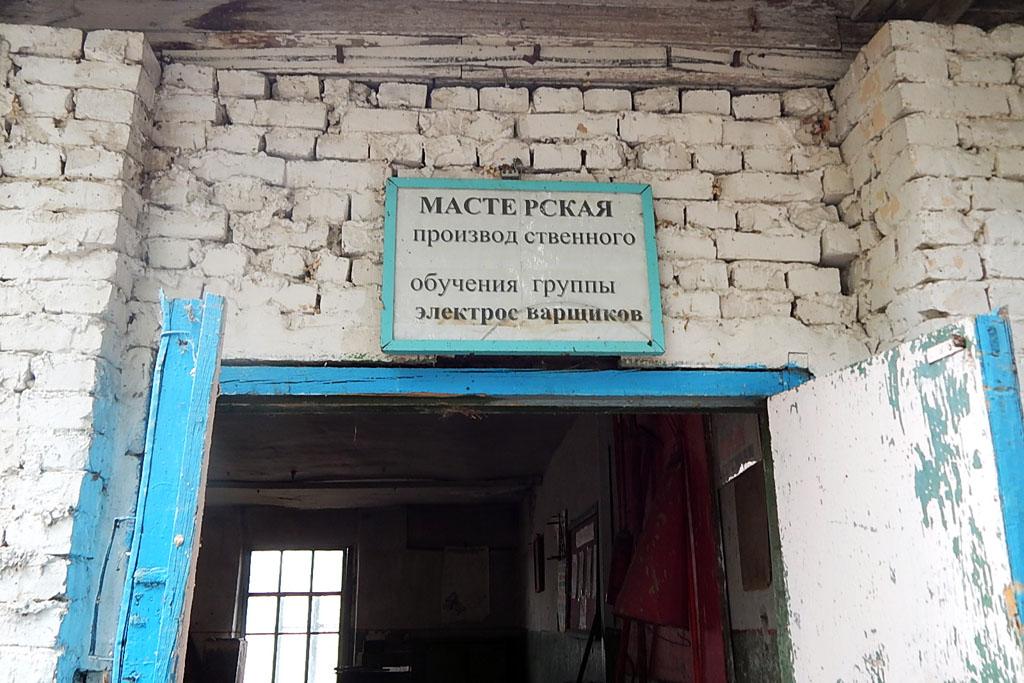 МАСТЕ РСКАЯ
производ ственного
обучения группы
электрос варщиков